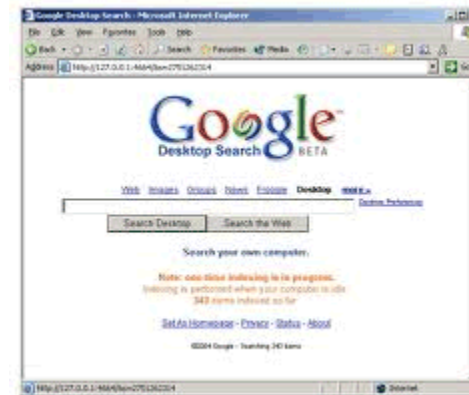 Google Desktop Search - Microsoft Internet Explorer
File Edit View Favorites Tools Help
Back Search Favorites Media
Address http://127.0.0.1:4664/ Go
Google
Desktop Search BETA
Web Images Groups News Froogle Desktop more »
Desktop Preferences
Search Desktop Search the Web
Search your own computer.
Note: one time indexing is in progress.
Indexing is performed when your computer is idle
343 items indexed so far
Set As Homepage - Privacy - Status - About
©2004 Google - Searching 343 items
http://127.0.0.1:4664/ Internet